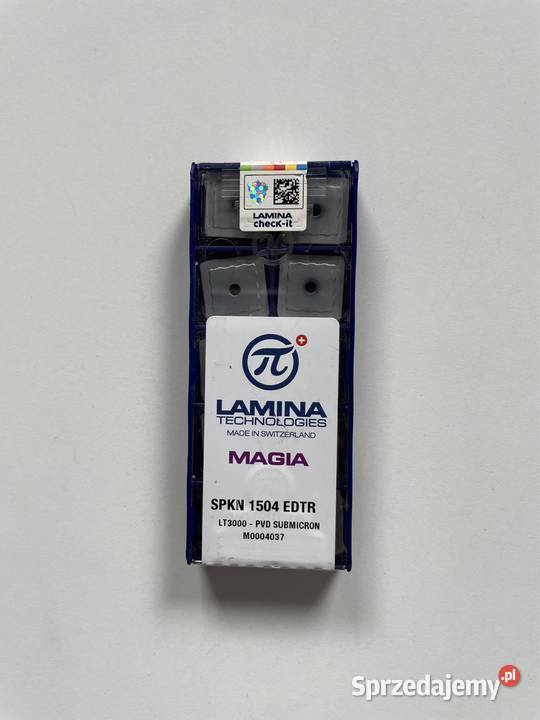 LAMINA
check-it
π
LAMINA
TECHNOLOGIES
MADE IN SWITZERLAND
MAGIA
SPKN 1504 EDTR
LT3000 - PVD SUBMICRON
M0004037
Sprzedajemy.pl